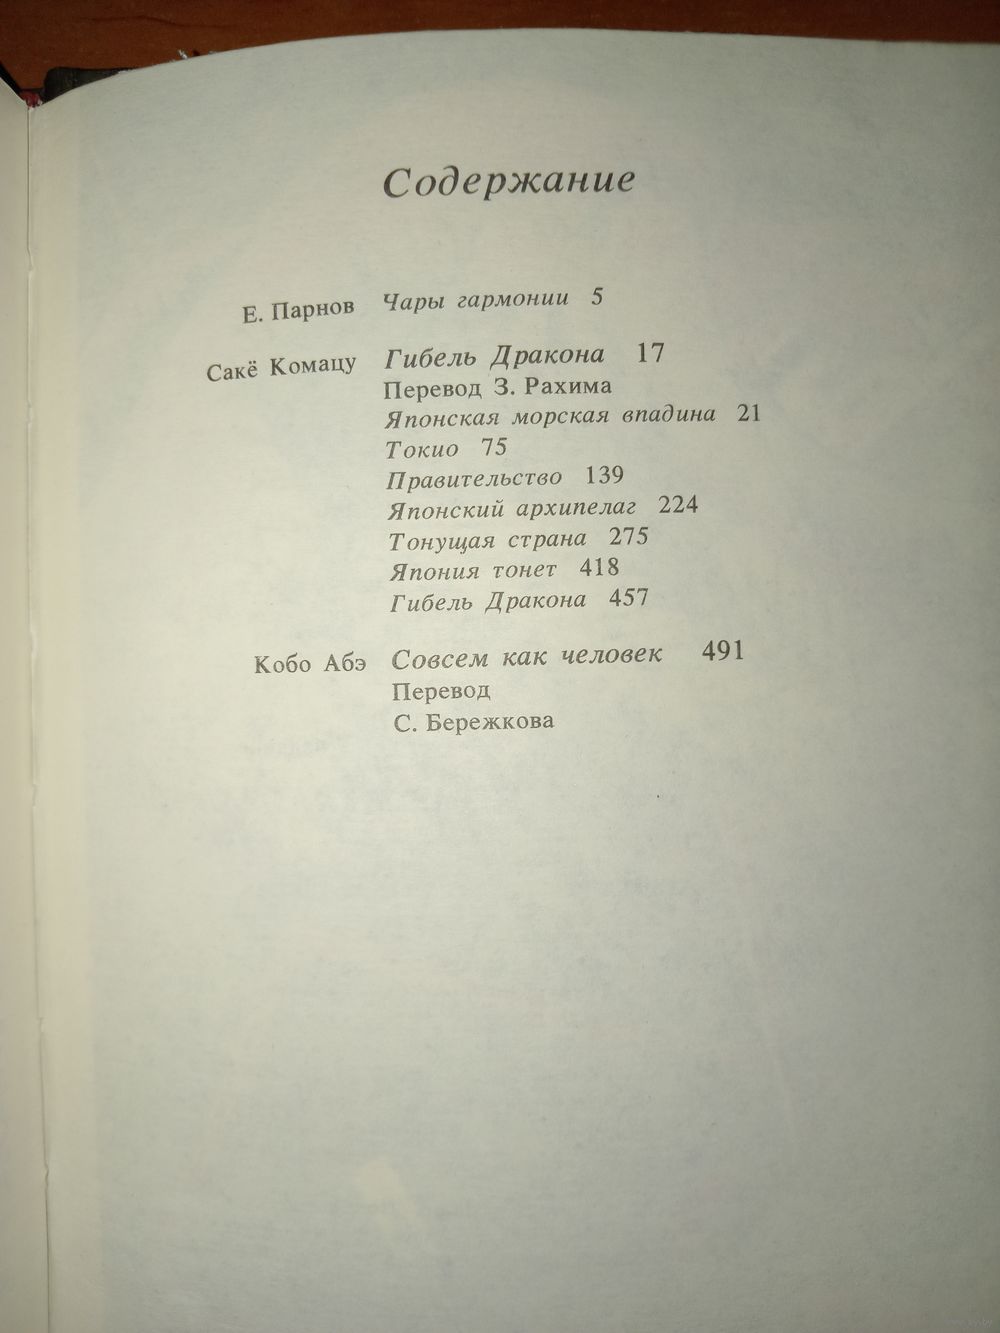 Содержание
Е. Парнов Чары гармонии 5
Сакё Комацу Гибель Дракона 17
Перевод З. Рахима
Японская морская впадина 21
Токио 75
Правительство 139
Японский архипелаг 224
Тонущая страна 275
Япония тонет 418
Гибель Дракона 457
Кобо Абэ Совсем как человек 491
Перевод
С. Бережкова